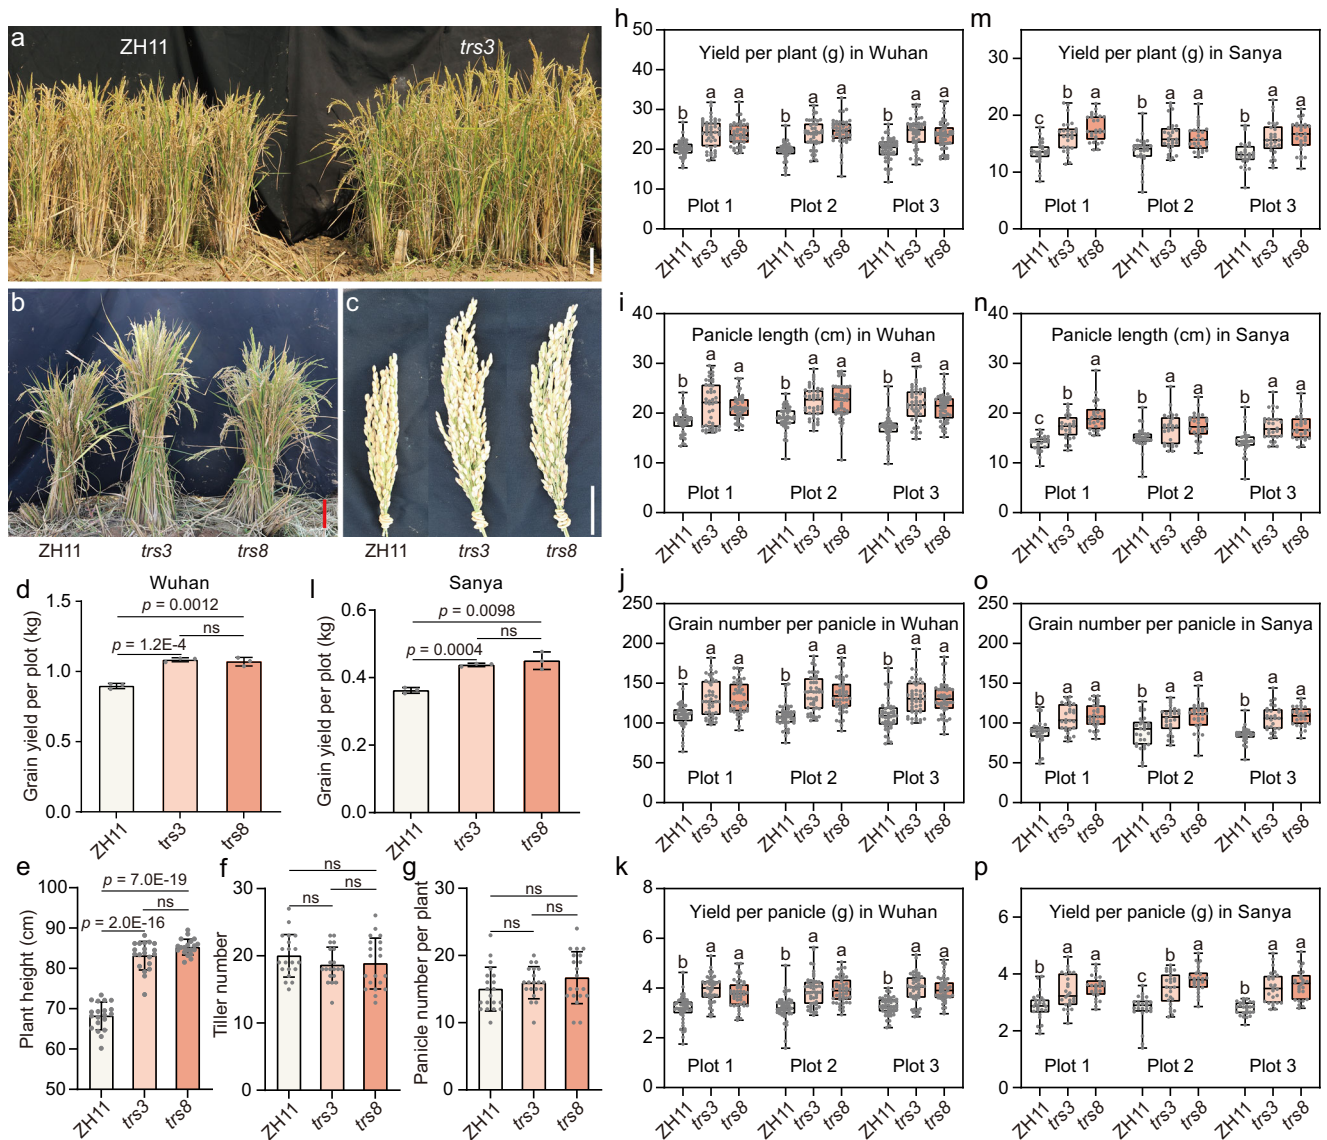 a
ZH11
trs3
b
c
ZH11
trs3
trs8
ZH11
trs3
trs8
d
Wuhan
Grain yield per plot (kg)
1.5
1.0
0.5
0.0
p = 0.0012
ns
p = 1.2E-4
ZH11
trs3
trs8
l
Sanya
Grain yield per plot (kg)
0.6
0.4
0.2
0.0
p = 0.0098
ns
p = 0.0004
ZH11
trs3
trs8
e
Plant height (cm)
100
90
80
70
60
50
p = 7.0E-19
ns
p = 2.0E-16
ZH11
trs3
trs8
f
Tiller number
30
20
10
0
ns
ns
ns
ZH11
trs3
trs8
g
Panicle number per plant
30
20
10
0
ns
ns
ns
ZH11
trs3
trs8
h
50
40
30
20
10
0
Yield per plant (g) in Wuhan
b a a b a a b a a
Plot 1 Plot 2 Plot 3
ZH11 trs3 trs8 ZH11 trs3 trs8 ZH11 trs3 trs8
i
40
30
20
10
0
Panicle length (cm) in Wuhan
b a a b a a b a a
Plot 1 Plot 2 Plot 3
ZH11 trs3 trs8 ZH11 trs3 trs8 ZH11 trs3 trs8
j
250
200
150
100
50
0
Grain number per panicle in Wuhan
b a a b a a b a a
Plot 1 Plot 2 Plot 3
ZH11 trs3 trs8 ZH11 trs3 trs8 ZH11 trs3 trs8
k
8
6
4
2
0
Yield per panicle (g) in Wuhan
b a a b a a b a a
Plot 1 Plot 2 Plot 3
ZH11 trs3 trs8 ZH11 trs3 trs8 ZH11 trs3 trs8
m
30
20
10
0
Yield per plant (g) in Sanya
c b a b a a b a a
Plot 1 Plot 2 Plot 3
ZH11 trs3 trs8 ZH11 trs3 trs8 ZH11 trs3 trs8
n
40
30
20
10
0
Panicle length (cm) in Sanya
c b a b a a b a a
Plot 1 Plot 2 Plot 3
ZH11 trs3 trs8 ZH11 trs3 trs8 ZH11 trs3 trs8
o
250
200
150
100
50
0
Grain number per panicle in Sanya
b a a b a a b a a
Plot 1 Plot 2 Plot 3
ZH11 trs3 trs8 ZH11 trs3 trs8 ZH11 trs3 trs8
p
6
4
2
0
Yield per panicle (g) in Sanya
b a a c b a b a a
Plot 1 Plot 2 Plot 3
ZH11 trs3 trs8 ZH11 trs3 trs8 ZH11 trs3 trs8